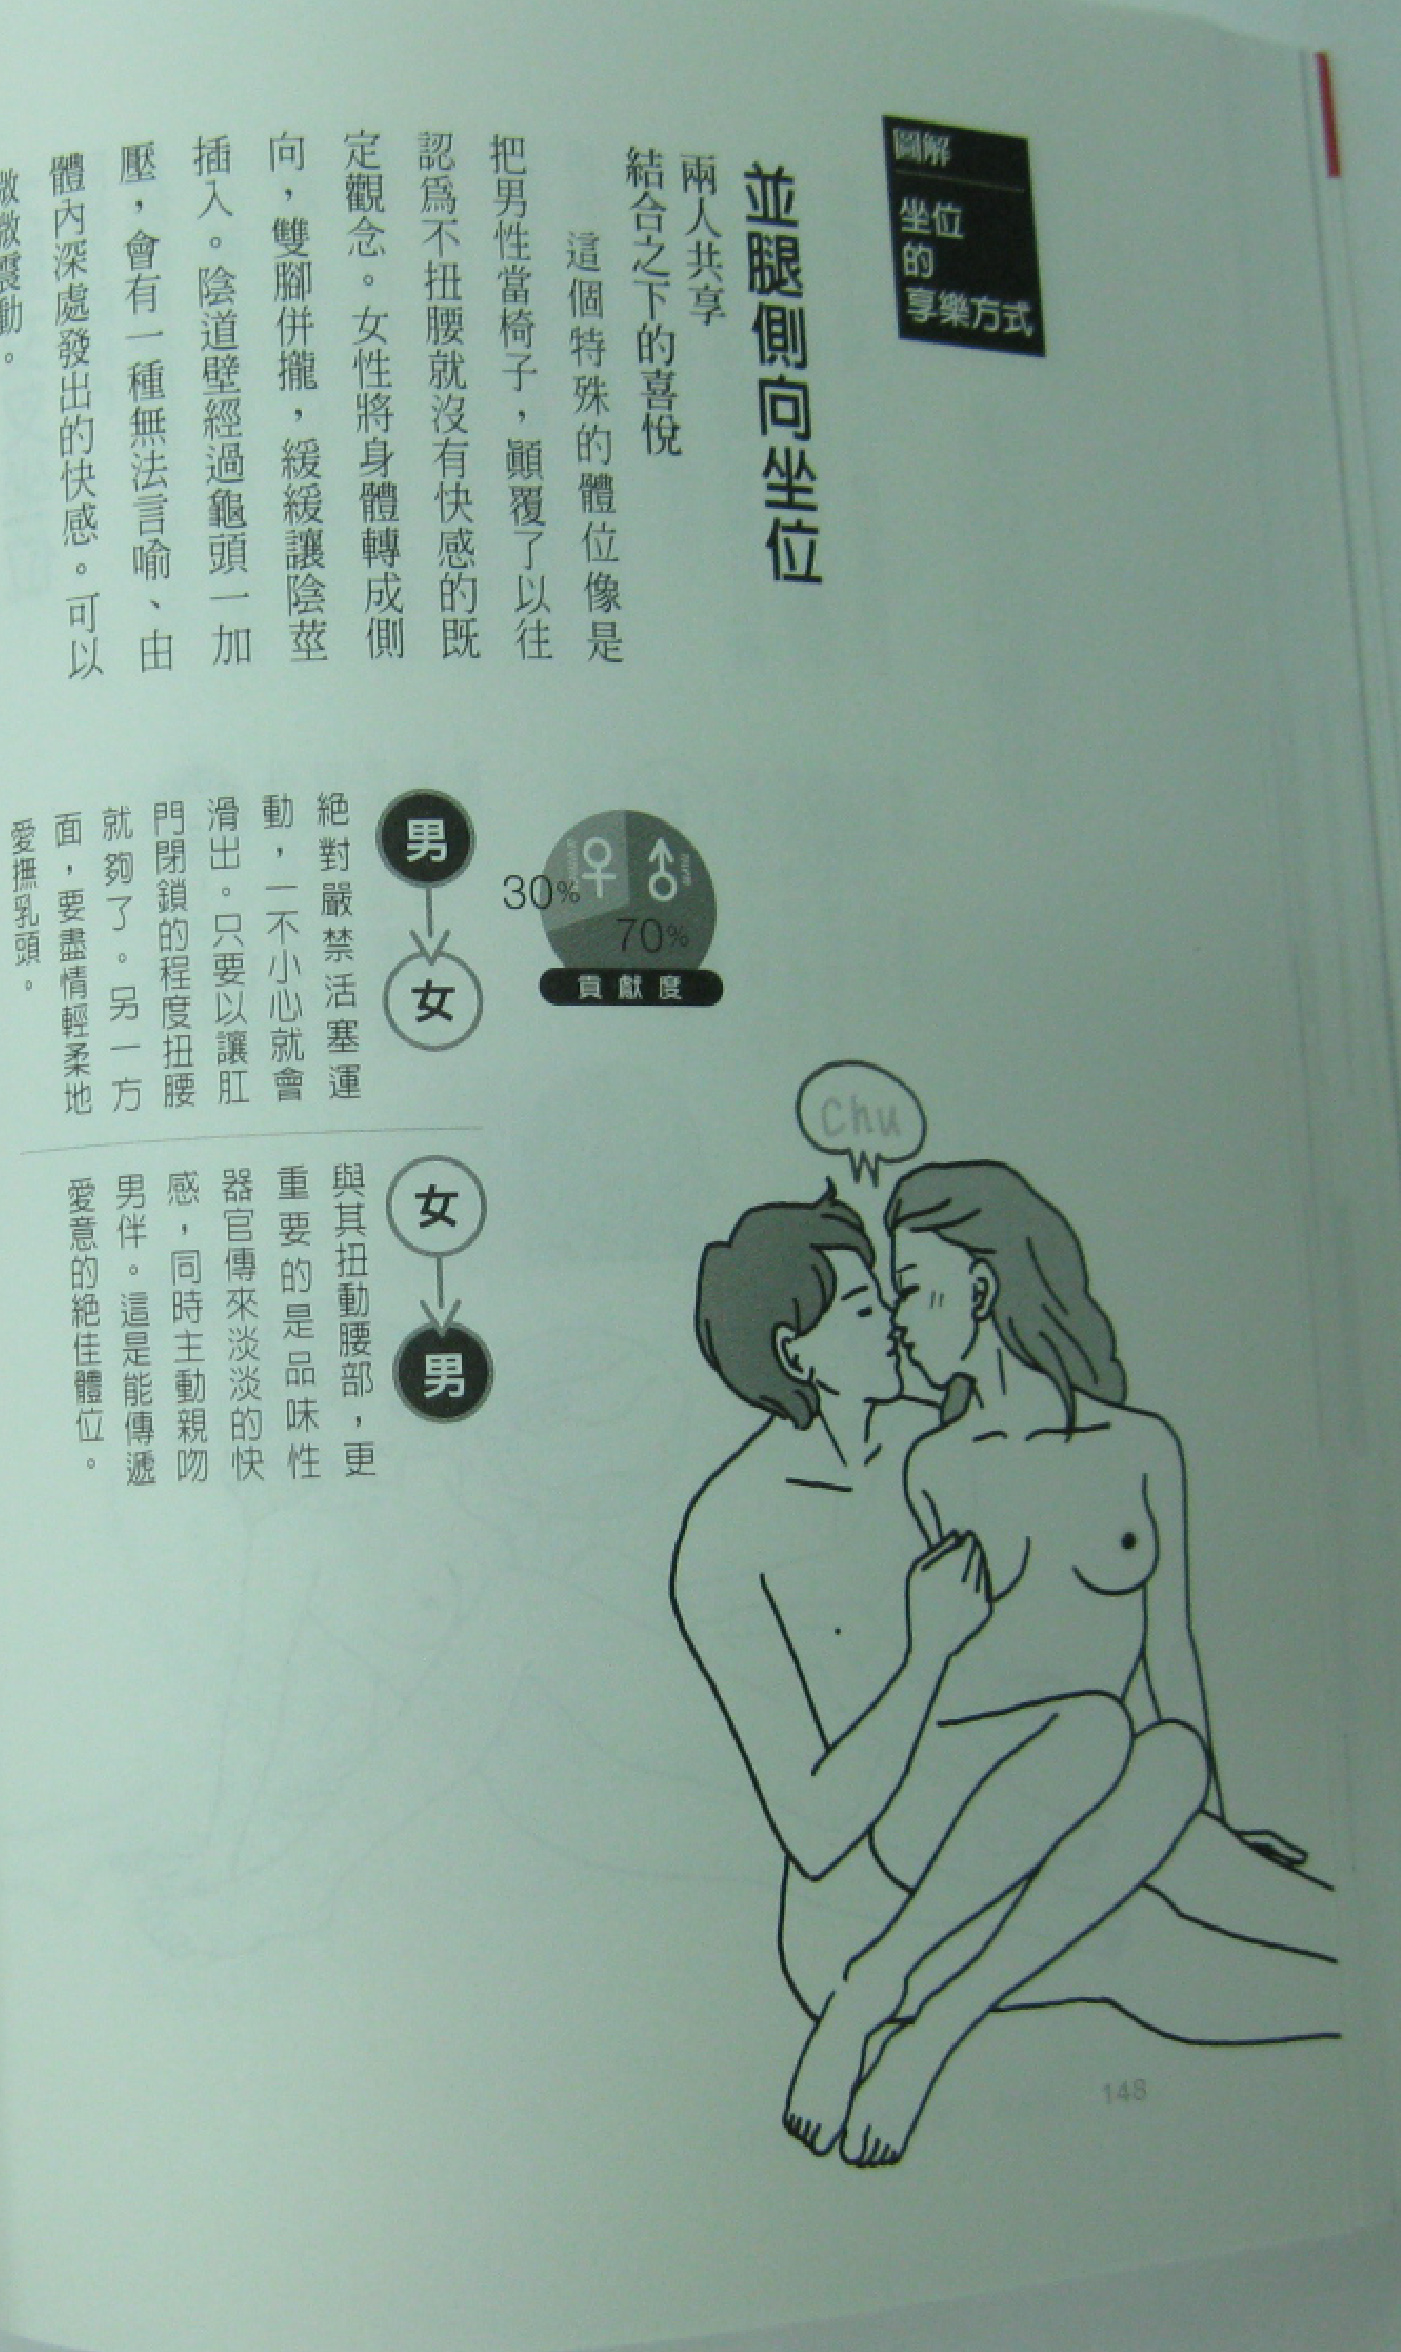 圖解
坐位
的
享樂方式
並腿側向坐位
兩人共享
結合之下的喜悅
這個特殊的體位像是
把男性當椅子，顚覆了以往
認爲不扭腰就沒有快感的既
定觀念。女性將身體轉成側
向，雙腳併攏，緩緩讓陰莖
插入。陰道壁經過龜頭一加
壓，會有一種無法言喻、由
體內深處發出的快感。可以
微微震動。
30%
70%
貢獻度
男
女
絕對嚴禁活塞運
動，一不小心就會
滑出。只要以讓肛
門閉鎖的程度扭腰
就夠了。另一方
面，要盡情輕柔地
愛撫乳頭。
女
男
與其扭動腰部，更
重要的是品味性
器官傳來淡淡的快
感，同時主動親吻
男伴。這是能傳遞
愛意的絕佳體位。
Chu
148